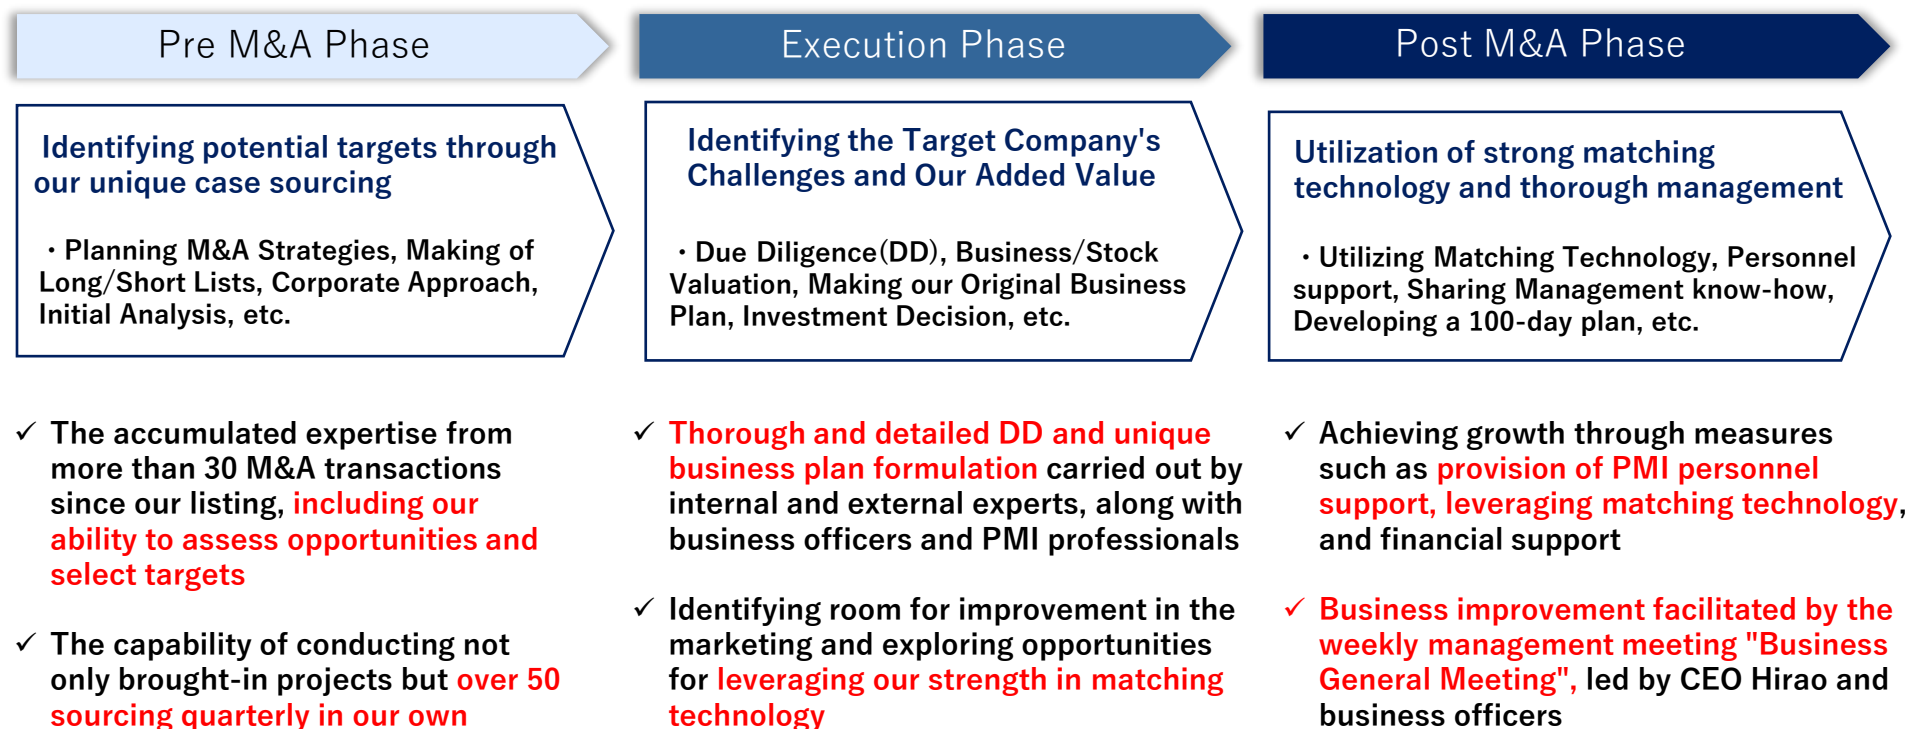 Pre M&A Phase
Execution Phase
Post M&A Phase
Identifying potential targets through
our unique case sourcing
・Planning M&A Strategies, Making of
Long/Short Lists, Corporate Approach,
Initial Analysis, etc.
Identifying the Target Company's
Challenges and Our Added Value
・Due Diligence(DD), Business/Stock
Valuation, Making our Original Business
Plan, Investment Decision, etc.
Utilization of strong matching
technology and thorough management
・Utilizing Matching Technology, Personnel
support, Sharing Management know-how,
Developing a 100-day plan, etc.
✓ The accumulated expertise from
more than 30 M&A transactions
since our listing, including our
ability to assess opportunities and
select targets
✓ The capability of conducting not
only brought-in projects but over 50
sourcing quarterly in our own
✓ Thorough and detailed DD and unique
business plan formulation carried out by
internal and external experts, along with
business officers and PMI professionals
✓ Identifying room for improvement in the
marketing and exploring opportunities
for leveraging our strength in matching
technology
✓ Achieving growth through measures
such as provision of PMI personnel
support, leveraging matching technology,
and financial support
✓ Business improvement facilitated by the
weekly management meeting "Business
General Meeting", led by CEO Hirao and
business officers